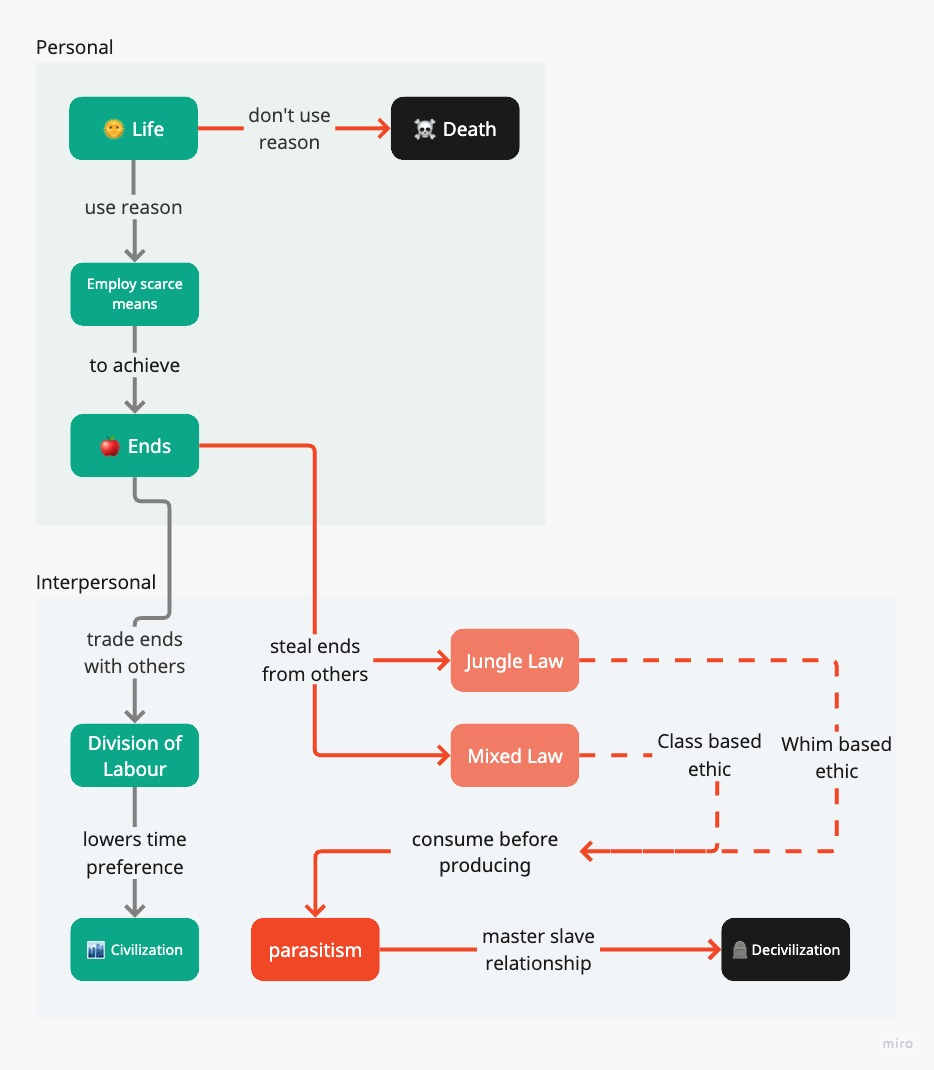 Personal
Life
don't use
reason
Death
use reason
Employ scarce
means
to achieve
Ends
Interpersonal
trade ends
with others
steal ends
from others
Jungle Law
Division of
Labour
Mixed Law
Class based
ethic
Whim based
ethic
lowers time
preference
consume before
producing
Civilization
parasitism
master slave
relationship
Decivilization
miro